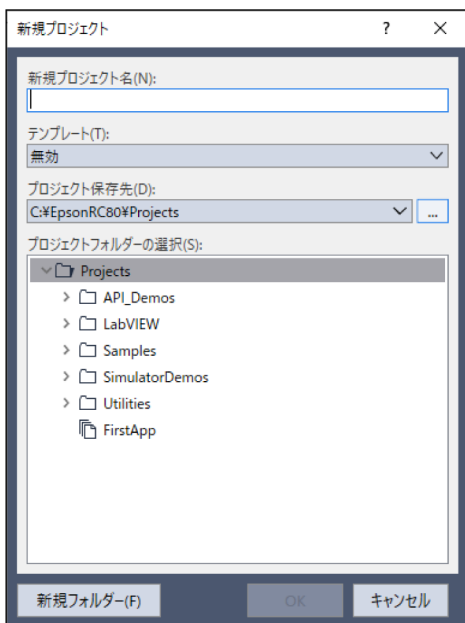 新規プロジェクト ? ×
新規プロジェクト名(N):
テンプレート(T):
無効
プロジェクト保存先(D):
C:¥EpsonRC80¥Projects ...
プロジェクトフォルダーの選択(S):
Projects
API_Demos
LabVIEW
Samples
SimulatorDemos
Utilities
FirstApp
新規フォルダー(F) OK キャンセル